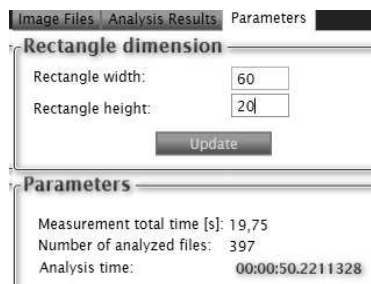 Image Files Analysis Results Parameters
Rectangle dimension
Rectangle width: 60
Rectangle height: 20
Update
Parameters
Measurement total time [s]: 19,75
Number of analyzed files: 397
Analysis time: 00:00:50.2211328